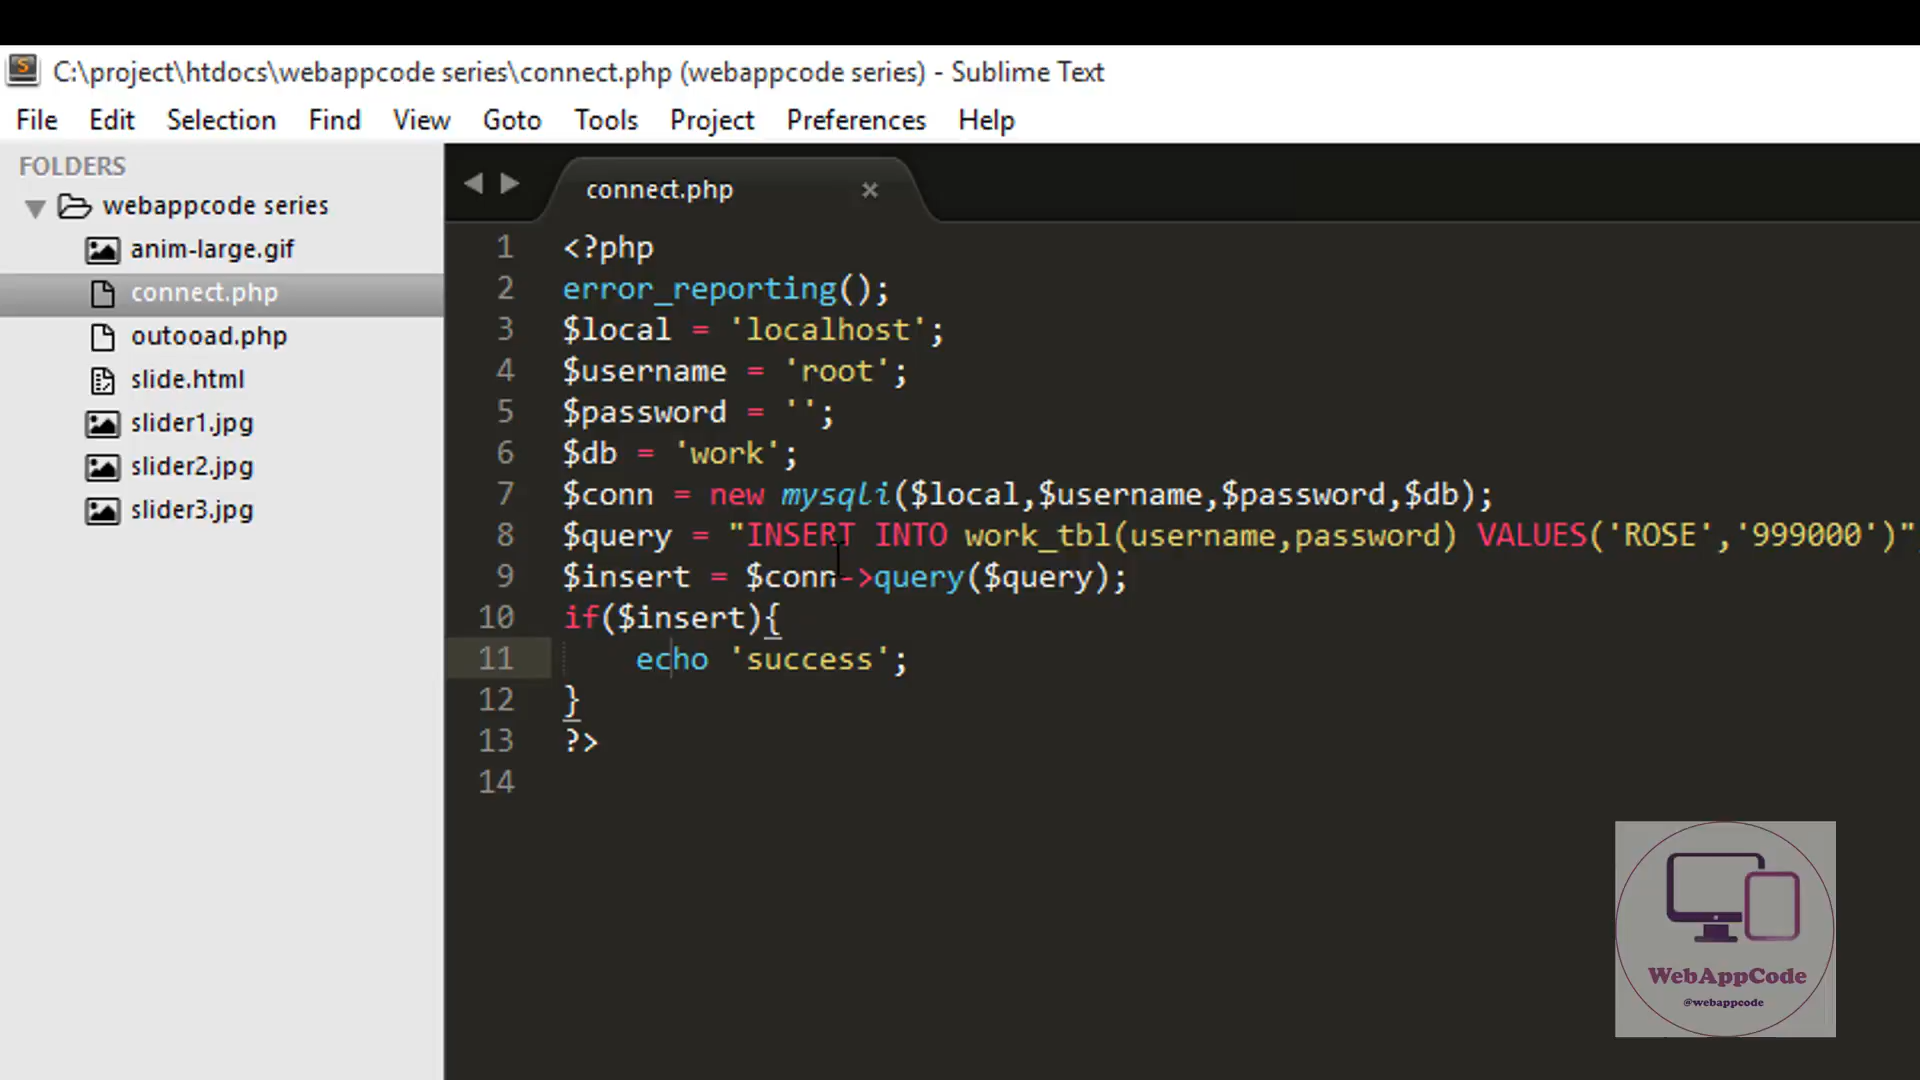 C:\project\htdocs\webappcode series\connect.php (webappcode series) - Sublime Text
File Edit Selection Find View Goto Tools Project Preferences Help
FOLDERS
webappcode series
anim-large.gif
connect.php
outooad.php
slide.html
slider1.jpg
slider2.jpg
slider3.jpg
connect.php
1 <?php
2 error_reporting();
3 $local = 'localhost';
4 $username = 'root';
5 $password = '';
6 $db = 'work';
7 $conn = new mysqli($local,$username,$password,$db);
8 $query = "INSERT INTO work_tbl(username,password) VALUES('ROSE','999000')"
9 $insert = $conn->query($query);
10 if($insert){
11 echo 'success';
12 }
13 ?>
14
WebAppCode
@webappcode